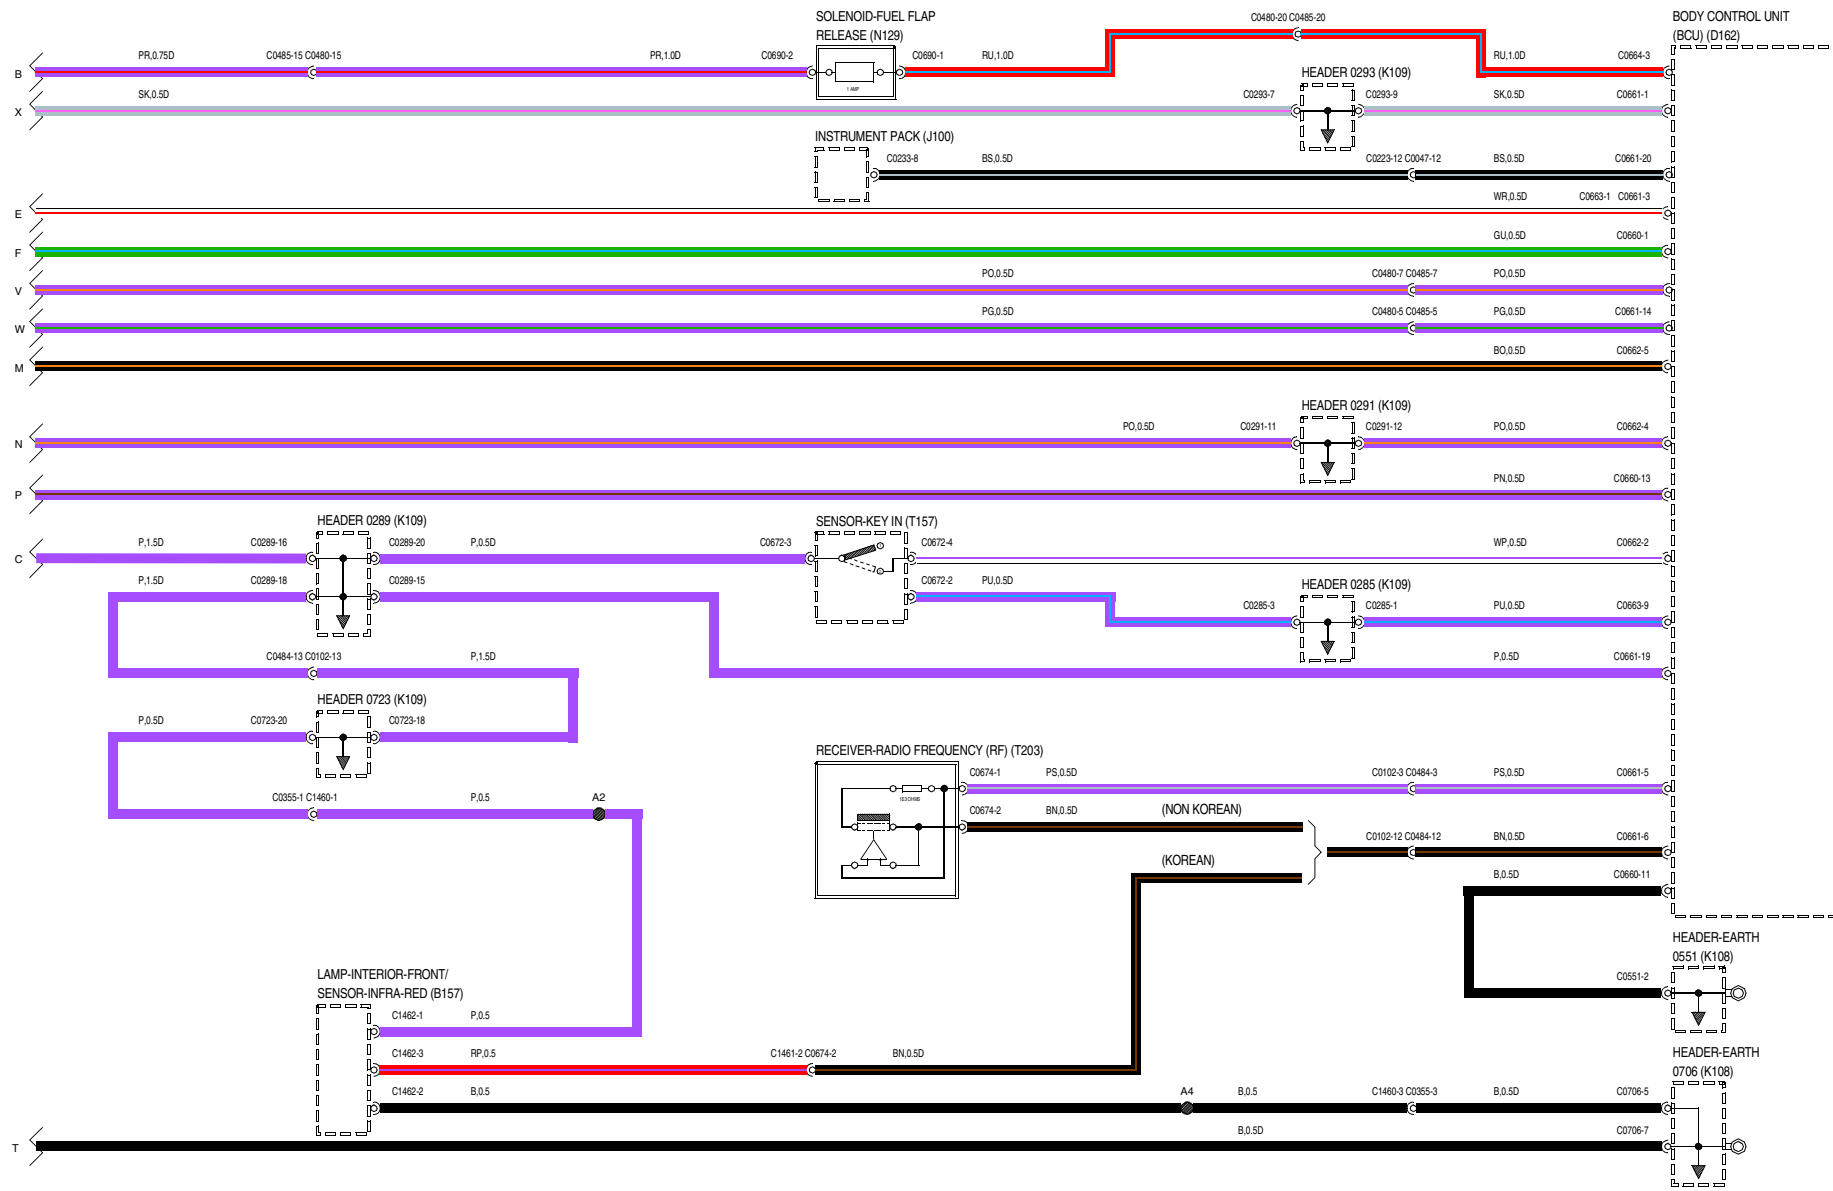 SOLENOID-FUEL FLAP
RELEASE (N129)
C0480-20 C0485-20
BODY CONTROL UNIT
(BCU) (D162)
B
PR,0.75D
C0485-15 C0480-15
PR,1.0D
C0690-2
1 AMP
C0690-1
RU,1.0D
RU,1.0D
C0664-3
HEADER 0293 (K109)
X
SK,0.5D
C0293-7
C0293-9
SK,0.5D
C0661-1
INSTRUMENT PACK (J100)
C0233-8
BS,0.5D
C0223-12 C0047-12
BS,0.5D
C0661-20
E
WR,0.5D
C0663-1
C0661-3
F
GU,0.5D
C0660-1
V
PO,0.5D
C0480-7 C0485-7
PO,0.5D
W
PG,0.5D
C0480-5 C0485-5
PG,0.5D
C0661-14
M
BO,0.5D
C0662-5
HEADER 0291 (K109)
N
PO,0.5D
C0291-11
C0291-12
PO,0.5D
C0662-4
P
PN,0.5D
C0660-13
HEADER 0289 (K109)
SENSOR-KEY IN (T157)
C
P,1.5D
C0289-16
C0289-20
P,0.5D
C0672-3
C0672-4
WP,0.5D
C0662-2
P,1.5D
C0289-18
C0289-15
C0672-2
PU,0.5D
HEADER 0285 (K109)
C0285-3
C0285-1
PU,0.5D
C0663-9
C0484-13 C0102-13
P,1.5D
P,0.5D
C0661-19
HEADER 0723 (K109)
P,0.5D
C0723-20
C0723-18
RECEIVER-RADIO FREQUENCY (RF) (T203)
C0674-1
PS,0.5D
C0102-3 C0484-3
PS,0.5D
C0661-5
C0355-1 C1460-1
P,0.5
A2
1E3 OHMS
C0674-2
BN,0.5D
(NON KOREAN)
C0102-12 C0484-12
BN,0.5D
C0661-6
(KOREAN)
B,0.5D
C0660-11
HEADER-EARTH
0551 (K108)
C0551-2
LAMP-INTERIOR-FRONT/
SENSOR-INFRA-RED (B157)
C1462-1
P,0.5
C1462-3
RP,0.5
C1461-2 C0674-2
BN,0.5D
HEADER-EARTH
0706 (K108)
C1462-2
B,0.5
A4
B,0.5
C1460-3 C0355-3
B,0.5D
C0706-5
T
B,0.5D
C0706-7